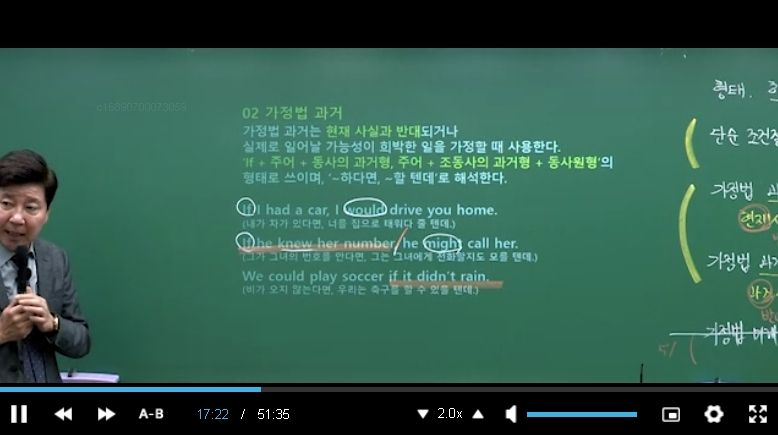 c16890700073059
02 가정법 과거
가정법 과거는 현재 사실과 반대되거나
실제로 일어날 가능성이 희박한 일을 가정할 때 사용한다.
'If + 주어 + 동사의 과거형, 주어 + 조동사의 과거형 + 동사원형'의
형태로 쓰이며, '~하다면, ~할 텐데'로 해석한다.
If I had a car, I would drive you home.
(내가 차가 있다면, 너를 집으로 태워다 줄 텐데.)
If he knew her number, he might call her.
(그가 그녀의 번호를 안다면, 그는 그녀에게 전화할지도 모를 텐데.)
We could play soccer if it didn't rain.
(비가 오지 않는다면, 우리는 축구를 할 수 있을 텐데.)
형태.
단순 조건
가정법
현재
가정법
과거
가정법
17:22 / 51:35
A-B
2.0x